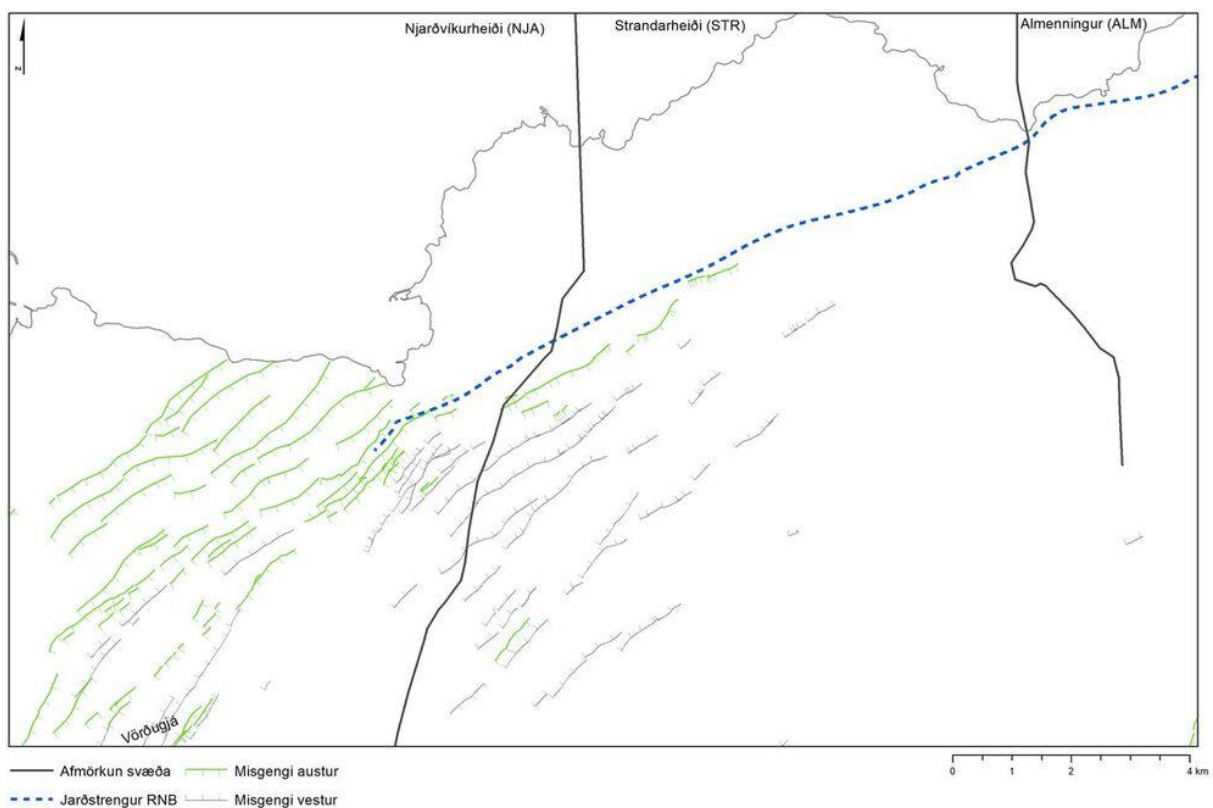 Njarðvíkurheiði (NJA)
Strandarheiði (STR)
Almenningur (ALM)
N
Vörðugjá
Afmörkun svæða
Misgengi austur
Jarðstrengur RNB
Misgengi vestur
0 1 2 4 km